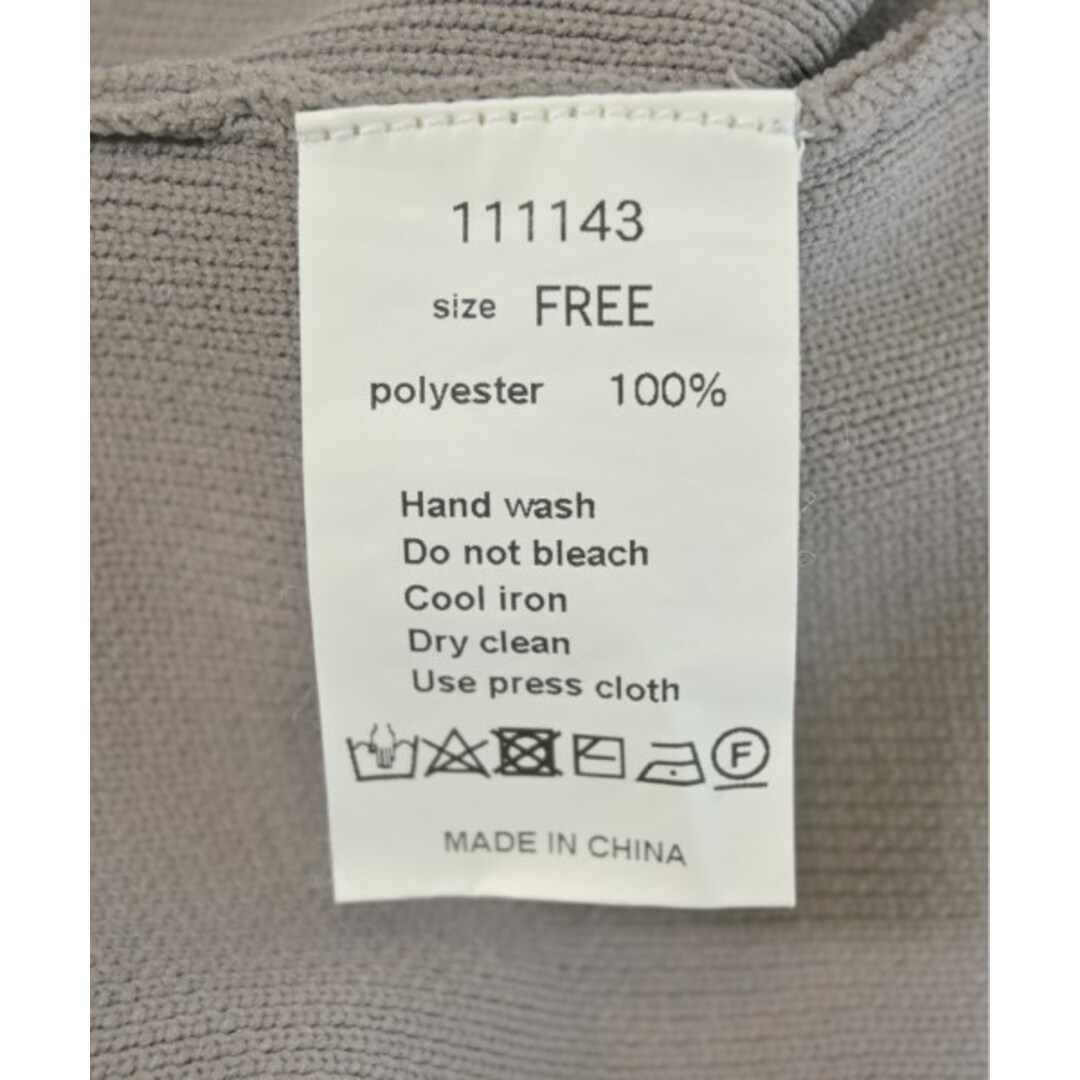 111143
size FREE
polyester 100%
Hand wash
Do not bleach
Cool iron
Dry clean
Use press cloth
F
MADE IN CHINA